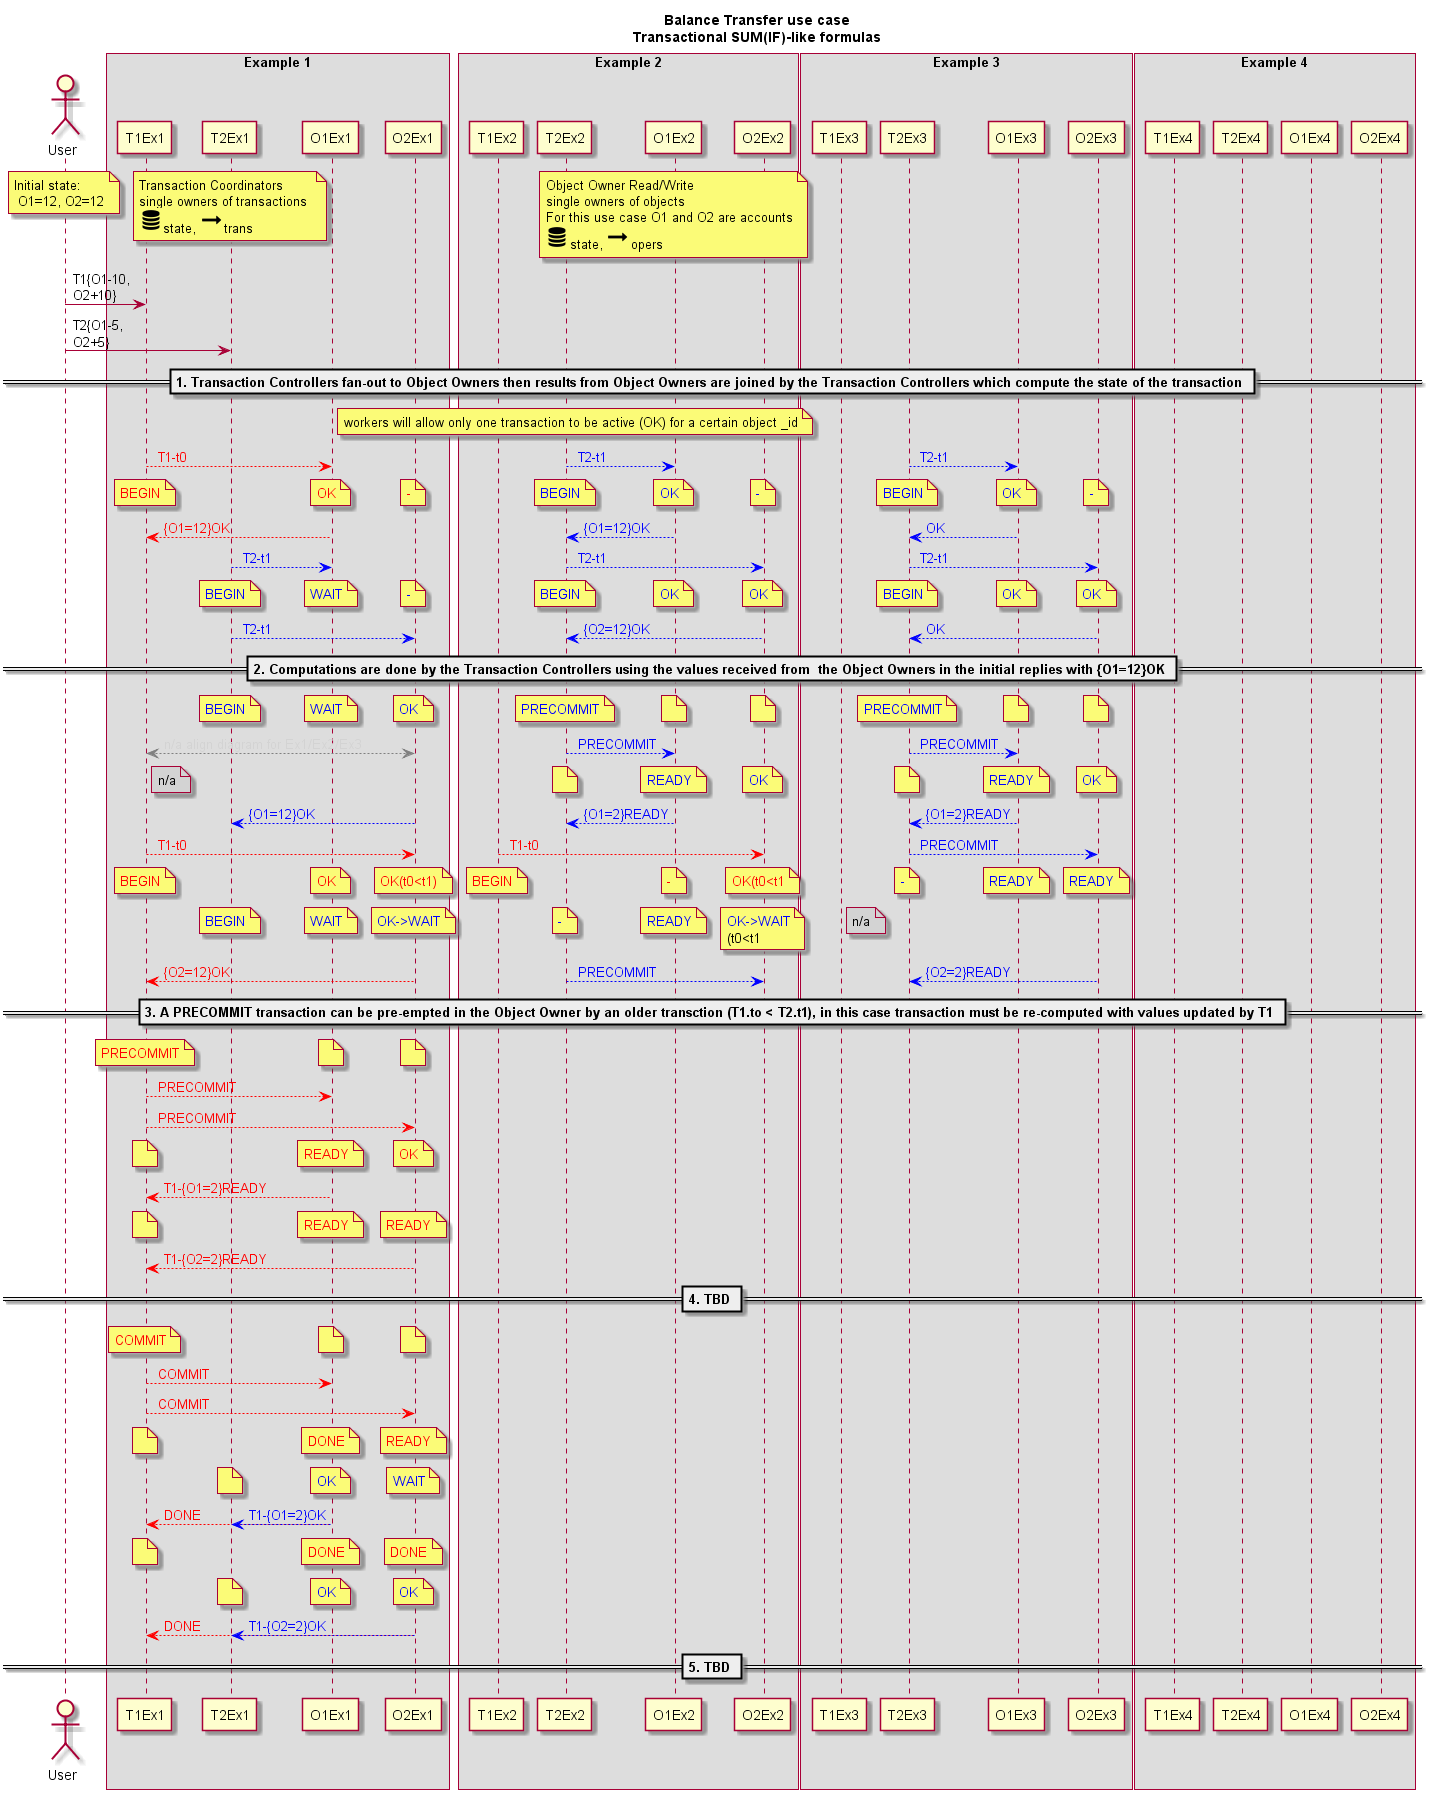 Balance Transfer use case
Transactional SUM(IF)-like formulas
Example 1 Example 2 Example 3 Example 4
User T1Ex1 T2Ex1 O1Ex1 O2Ex1 T1Ex2 T2Ex2 O1Ex2 O2Ex2 T1Ex3 T2Ex3 O1Ex3 O2Ex3 T1Ex4 T2Ex4 O1Ex4 O2Ex4
Initial state:
O1=12, O2=12
Transaction Coordinators
single owners of transactions
state, trans
Object Owner Read/Write
single owners of objects
For this use case O1 and O2 are accounts
state, opers
T1{O1-10,
O2+10}
T2{O1-5,
O2+5}
1. Transaction Controllers fan-out to Object Owners then results from Object Owners are joined by the Transaction Controllers which compute the state of the transaction
workers will allow only one transaction to be active (OK) for a certain object _id
T1-t0 T2-t1 T2-t1
BEGIN OK - BEGIN OK - BEGIN OK -
{O1=12}OK {O1=12}OK OK
T2-t1 T2-t1 T2-t1
BEGIN WAIT - BEGIN OK OK BEGIN OK OK
T2-t1 {O2=12}OK OK
2. Computations are done by the Transaction Controllers using the values received from the Object Owners in the initial replies with {O1=12}OK
BEGIN WAIT OK PRECOMMIT PRECOMMIT
PRECOMMIT PRECOMMIT
n/a READY OK READY OK
{O1=12}OK {O1=2}READY {O1=2}READY
T1-t0 T1-t0 PRECOMMIT
BEGIN OK OK(t0<t1) BEGIN - OK(t0<t1 - READY READY
BEGIN WAIT OK->WAIT - READY OK->WAIT n/a
(t0<t1
{O2=12}OK PRECOMMIT {O2=2}READY
3. A PRECOMMIT transaction can be pre-empted in the Object Owner by an older transction (T1.to < T2.t1), in this case transaction must be re-computed with values updated by T1
PRECOMMIT
PRECOMMIT
PRECOMMIT
READY OK
T1-{O1=2}READY
READY READY
T1-{O2=2}READY
4. TBD
COMMIT
COMMIT
COMMIT
DONE READY
OK WAIT
DONE T1-{O1=2}OK
DONE DONE
OK OK
DONE T1-{O2=2}OK
5. TBD
User T1Ex1 T2Ex1 O1Ex1 O2Ex1 T1Ex2 T2Ex2 O1Ex2 O2Ex2 T1Ex3 T2Ex3 O1Ex3 O2Ex3 T1Ex4 T2Ex4 O1Ex4 O2Ex4